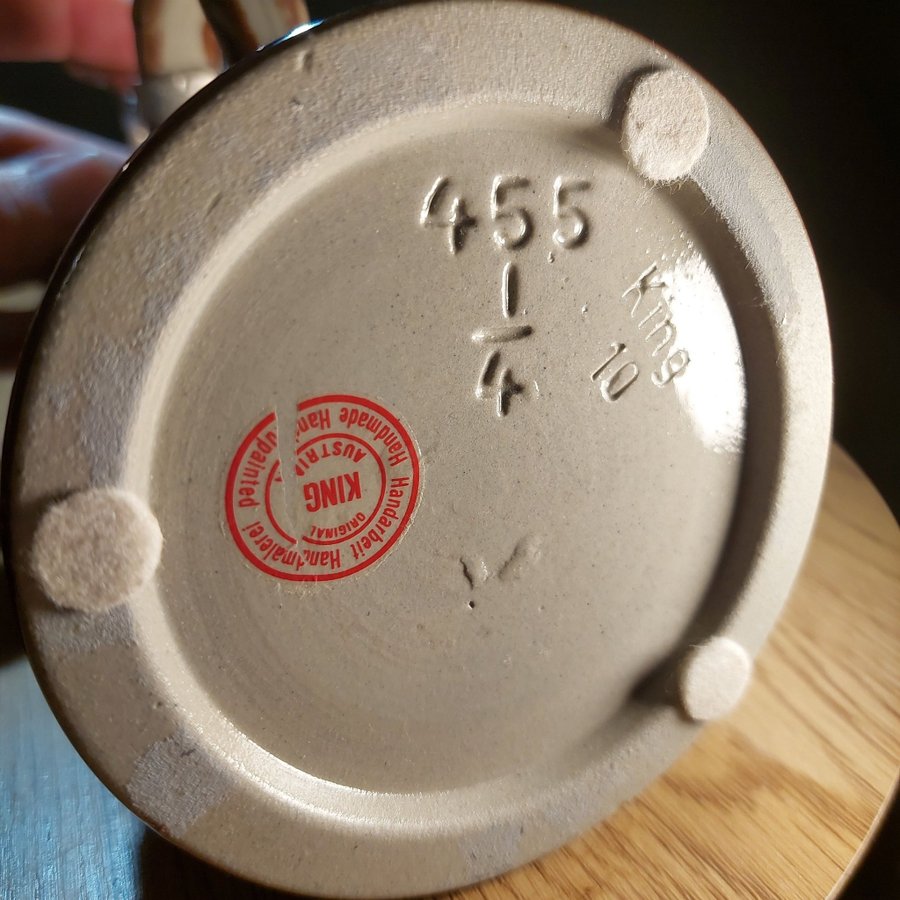 455
1
4
King
10
Handmade Handpainted
Handarbeit Handmalerei
ORIGINAL
KING
AUSTRIA